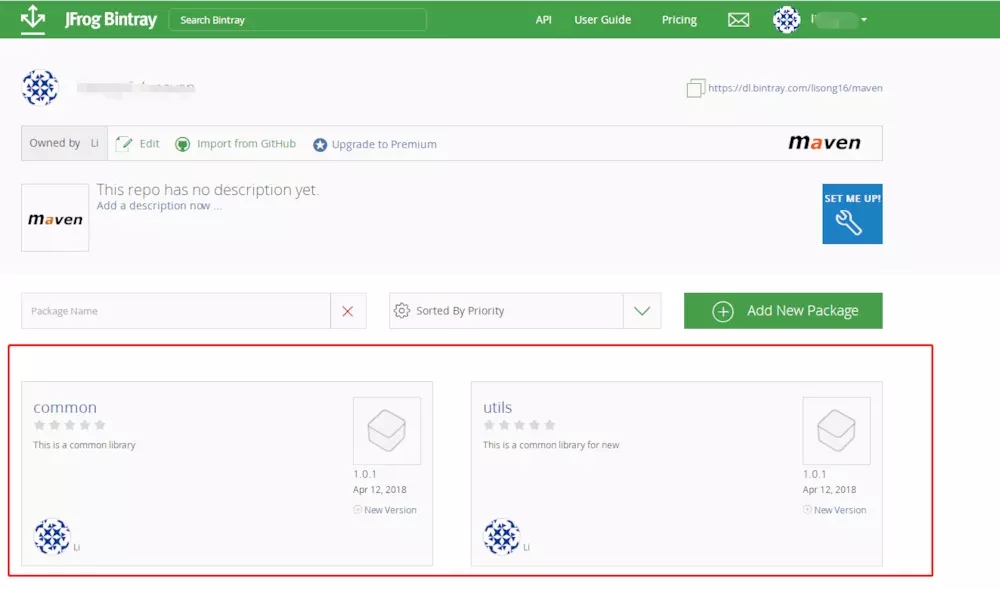 JFrog Bintray
Search Bintray
API
User Guide
Pricing
https://dl.bintray.com/lisong16/maven
Owned by Li
Edit
Import from GitHub
Upgrade to Premium
maven
maven
This repo has no description yet.
Add a description now ...
SET ME UP!
Package Name
Sorted By Priority
Add New Package
common
This is a common library
1.0.1
Apr 12, 2018
New Version
Li
utils
This is a common library for new
1.0.1
Apr 12, 2018
New Version
Li